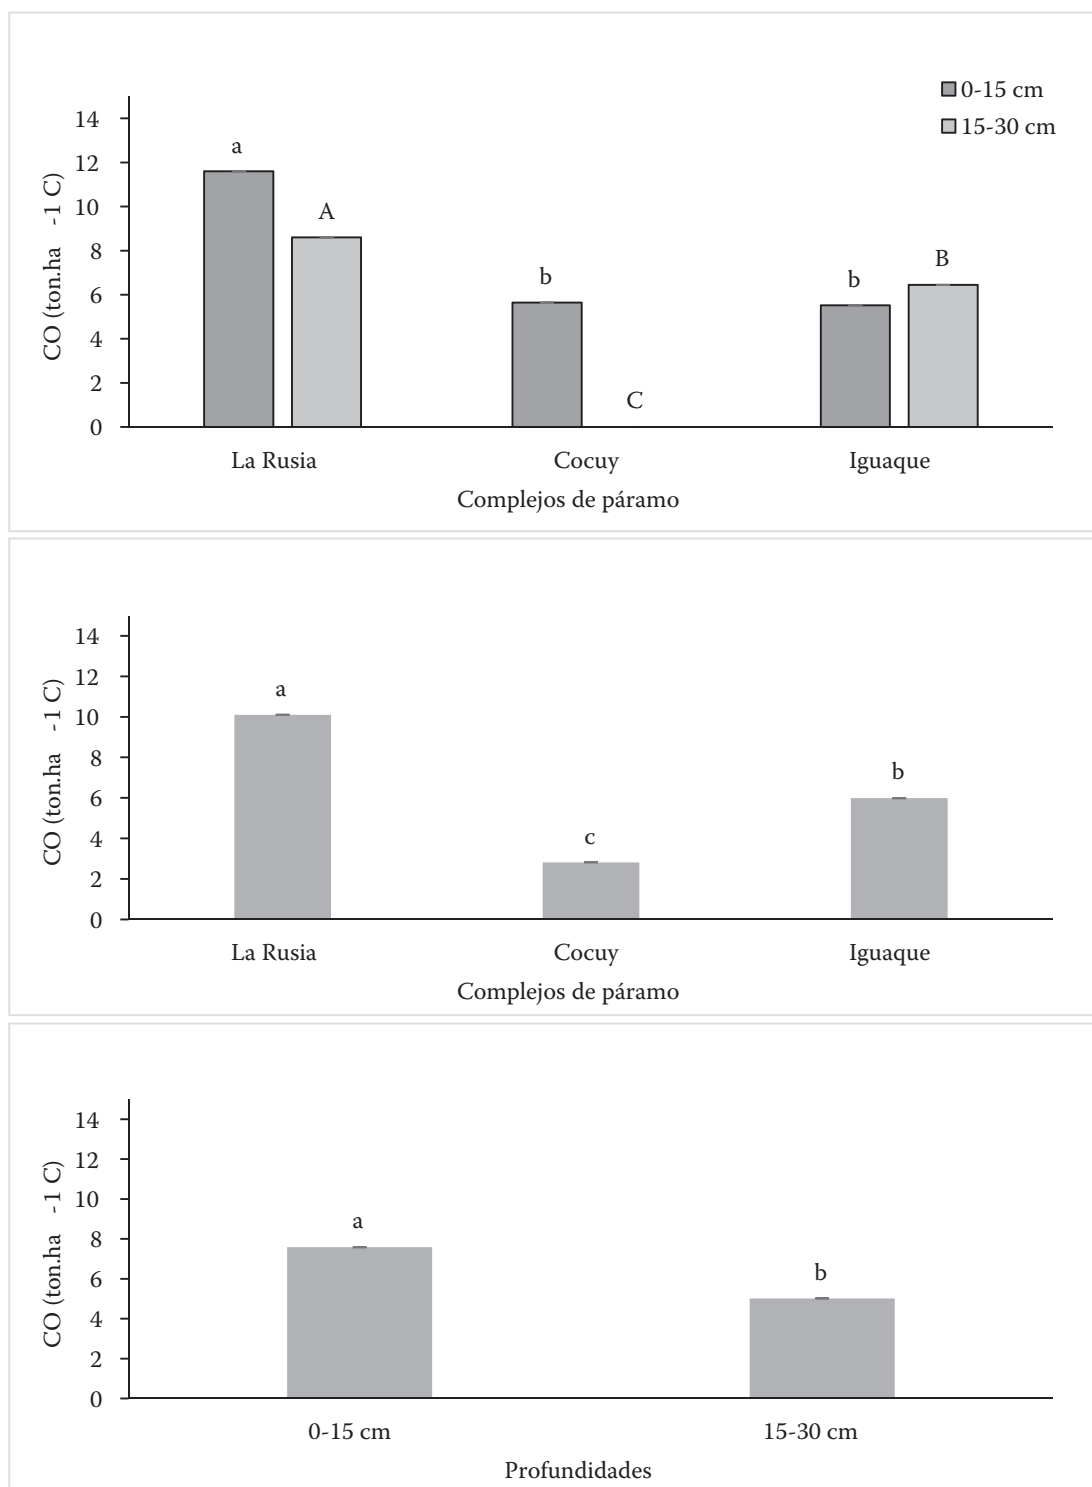 0-15 cm
15-30 cm
CO (ton.ha -1 C)
14
12
10
8
6
4
2
0
a
A
b
C
b
B
La Rusia Cocuy Iguaque
Complejos de páramo
CO (ton.ha -1 C)
14
12
10
8
6
4
2
0
a
c
b
La Rusia Cocuy Iguaque
Complejos de páramo
CO (ton.ha -1 C)
14
12
10
8
6
4
2
0
a
b
0-15 cm 15-30 cm
Profundidades